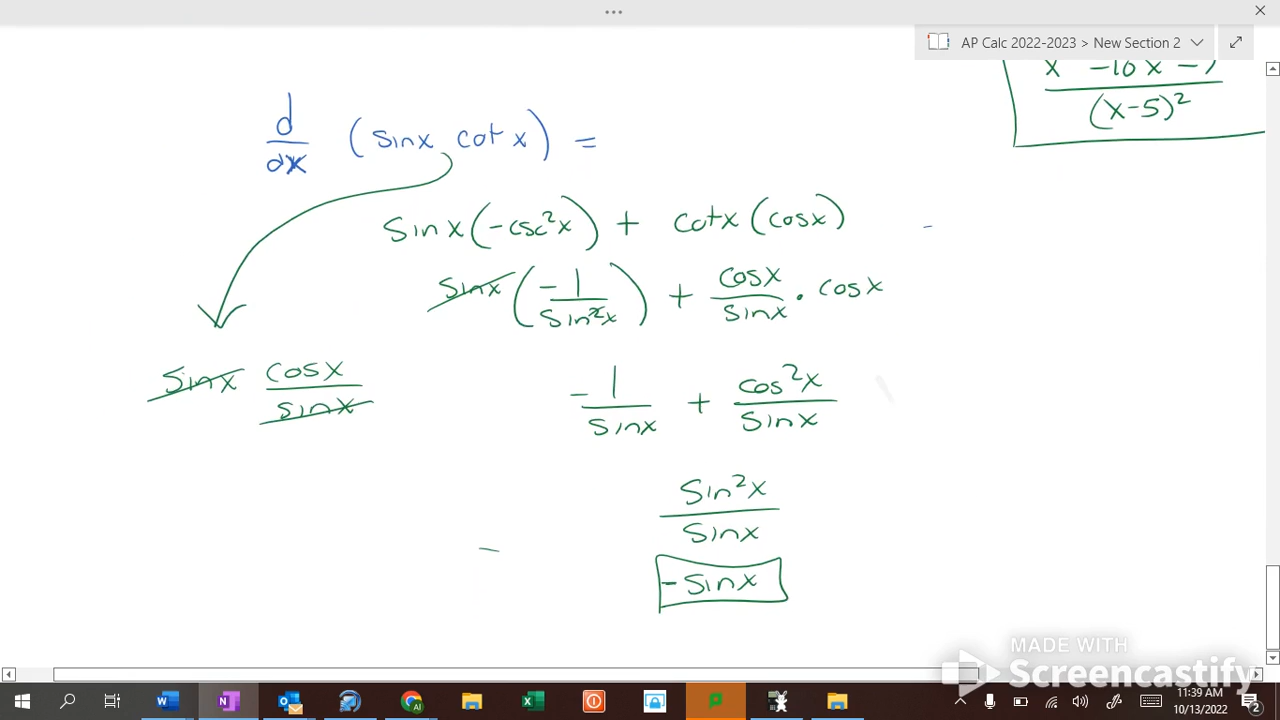 AP Calc 2022-2023 > New Section 2
x -10x -7
(x-5)²
d/dx (sinx cotx) =
sinx(-csc²x) + cotx(cosx)
sinx(-1/sin²x) + cosx/sinx · cosx
sinx cosx/sinx
-1/sinx + cos²x/sinx
sin²x/sinx
-sinx
MADE WITH
Screencastify
11:39 AM
10/13/2022
2